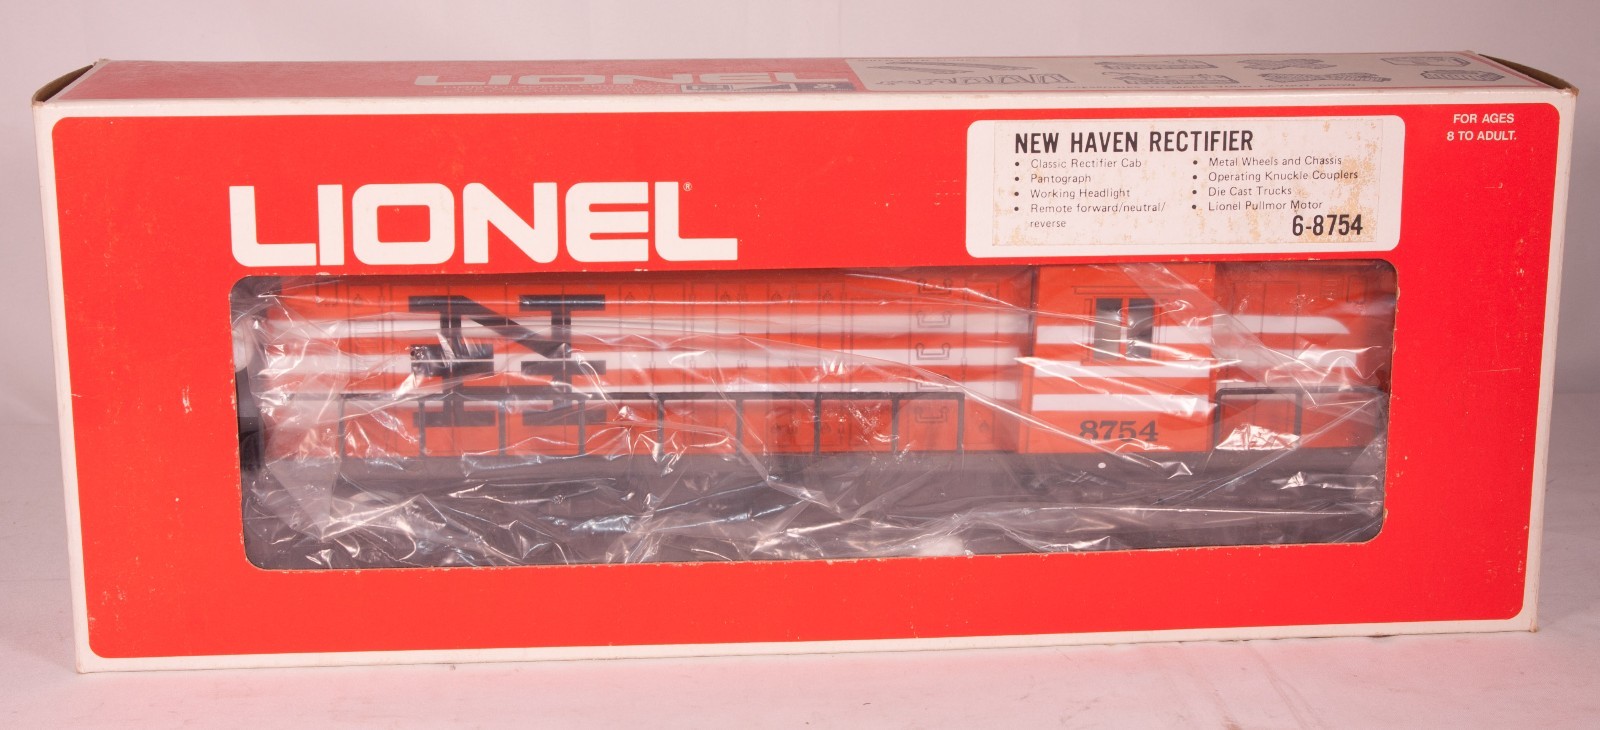 LIONEL
FOR AGES
8 TO ADULT.
NEW HAVEN RECTIFIER
• Classic Rectifier Cab
• Pantograph
• Working Headlight
• Remote forward/neutral/
reverse
• Metal Wheels and Chassis
• Operating Knuckle Couplers
• Die Cast Trucks
• Lionel Pullmor Motor
6-8754
LIONEL®
N
H
8754